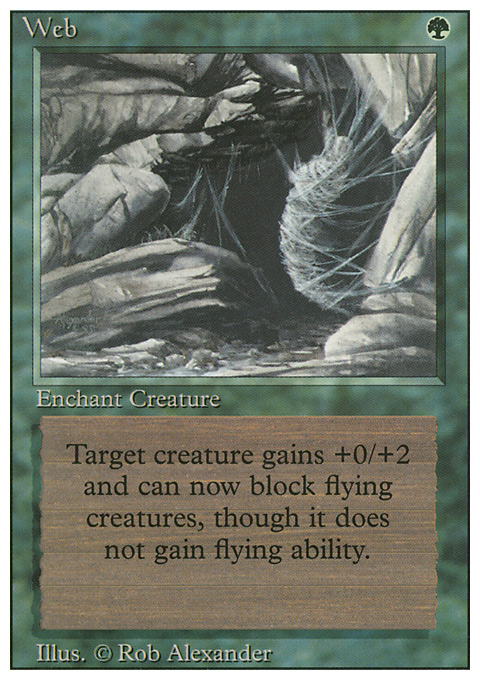 Web
Enchant Creature
Target creature gains +0/+2
and can now block flying
creatures, though it does
not gain flying ability.
Illus. © Rob Alexander